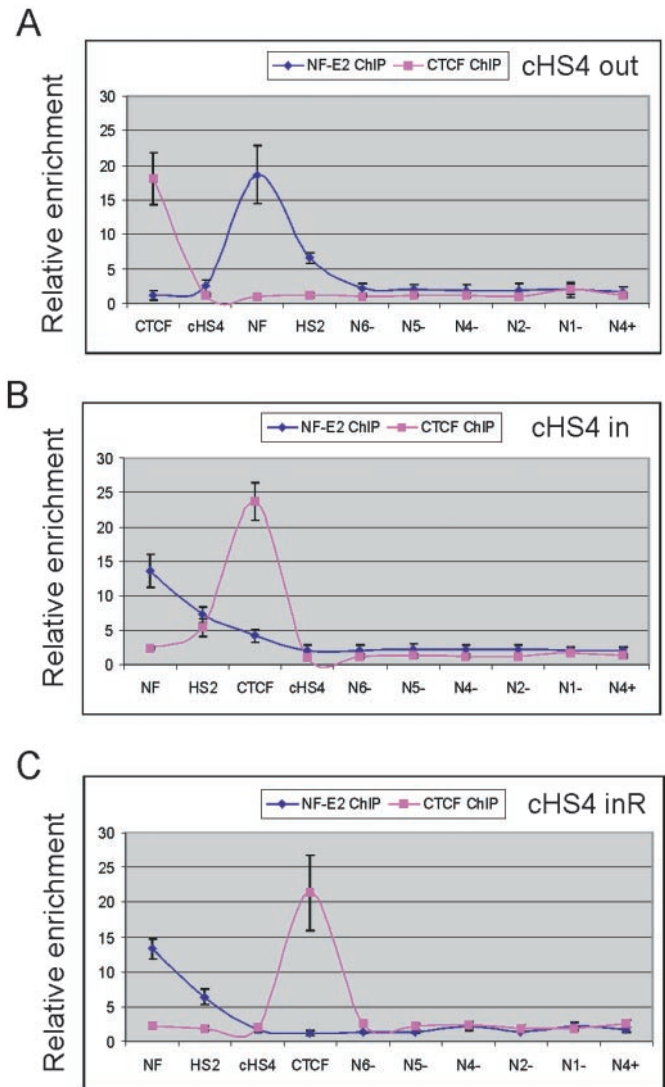 A
NF-E2 ChIP CTCF ChIP cHS4 out
Relative enrichment
30
25
20
15
10
5
0
CTCF cHS4 NF HS2 N6- N5- N4- N2- N1- N4+
B
NF-E2 ChIP CTCF ChIP cHS4 in
Relative enrichment
30
25
20
15
10
5
0
NF HS2 CTCF cHS4 N6- N5- N4- N2- N1- N4+
C
NF-E2 ChIP CTCF ChIP cHS4 inR
Relative enrichment
30
25
20
15
10
5
0
NF HS2 cHS4 CTCF N6- N5- N4- N2- N1- N4+